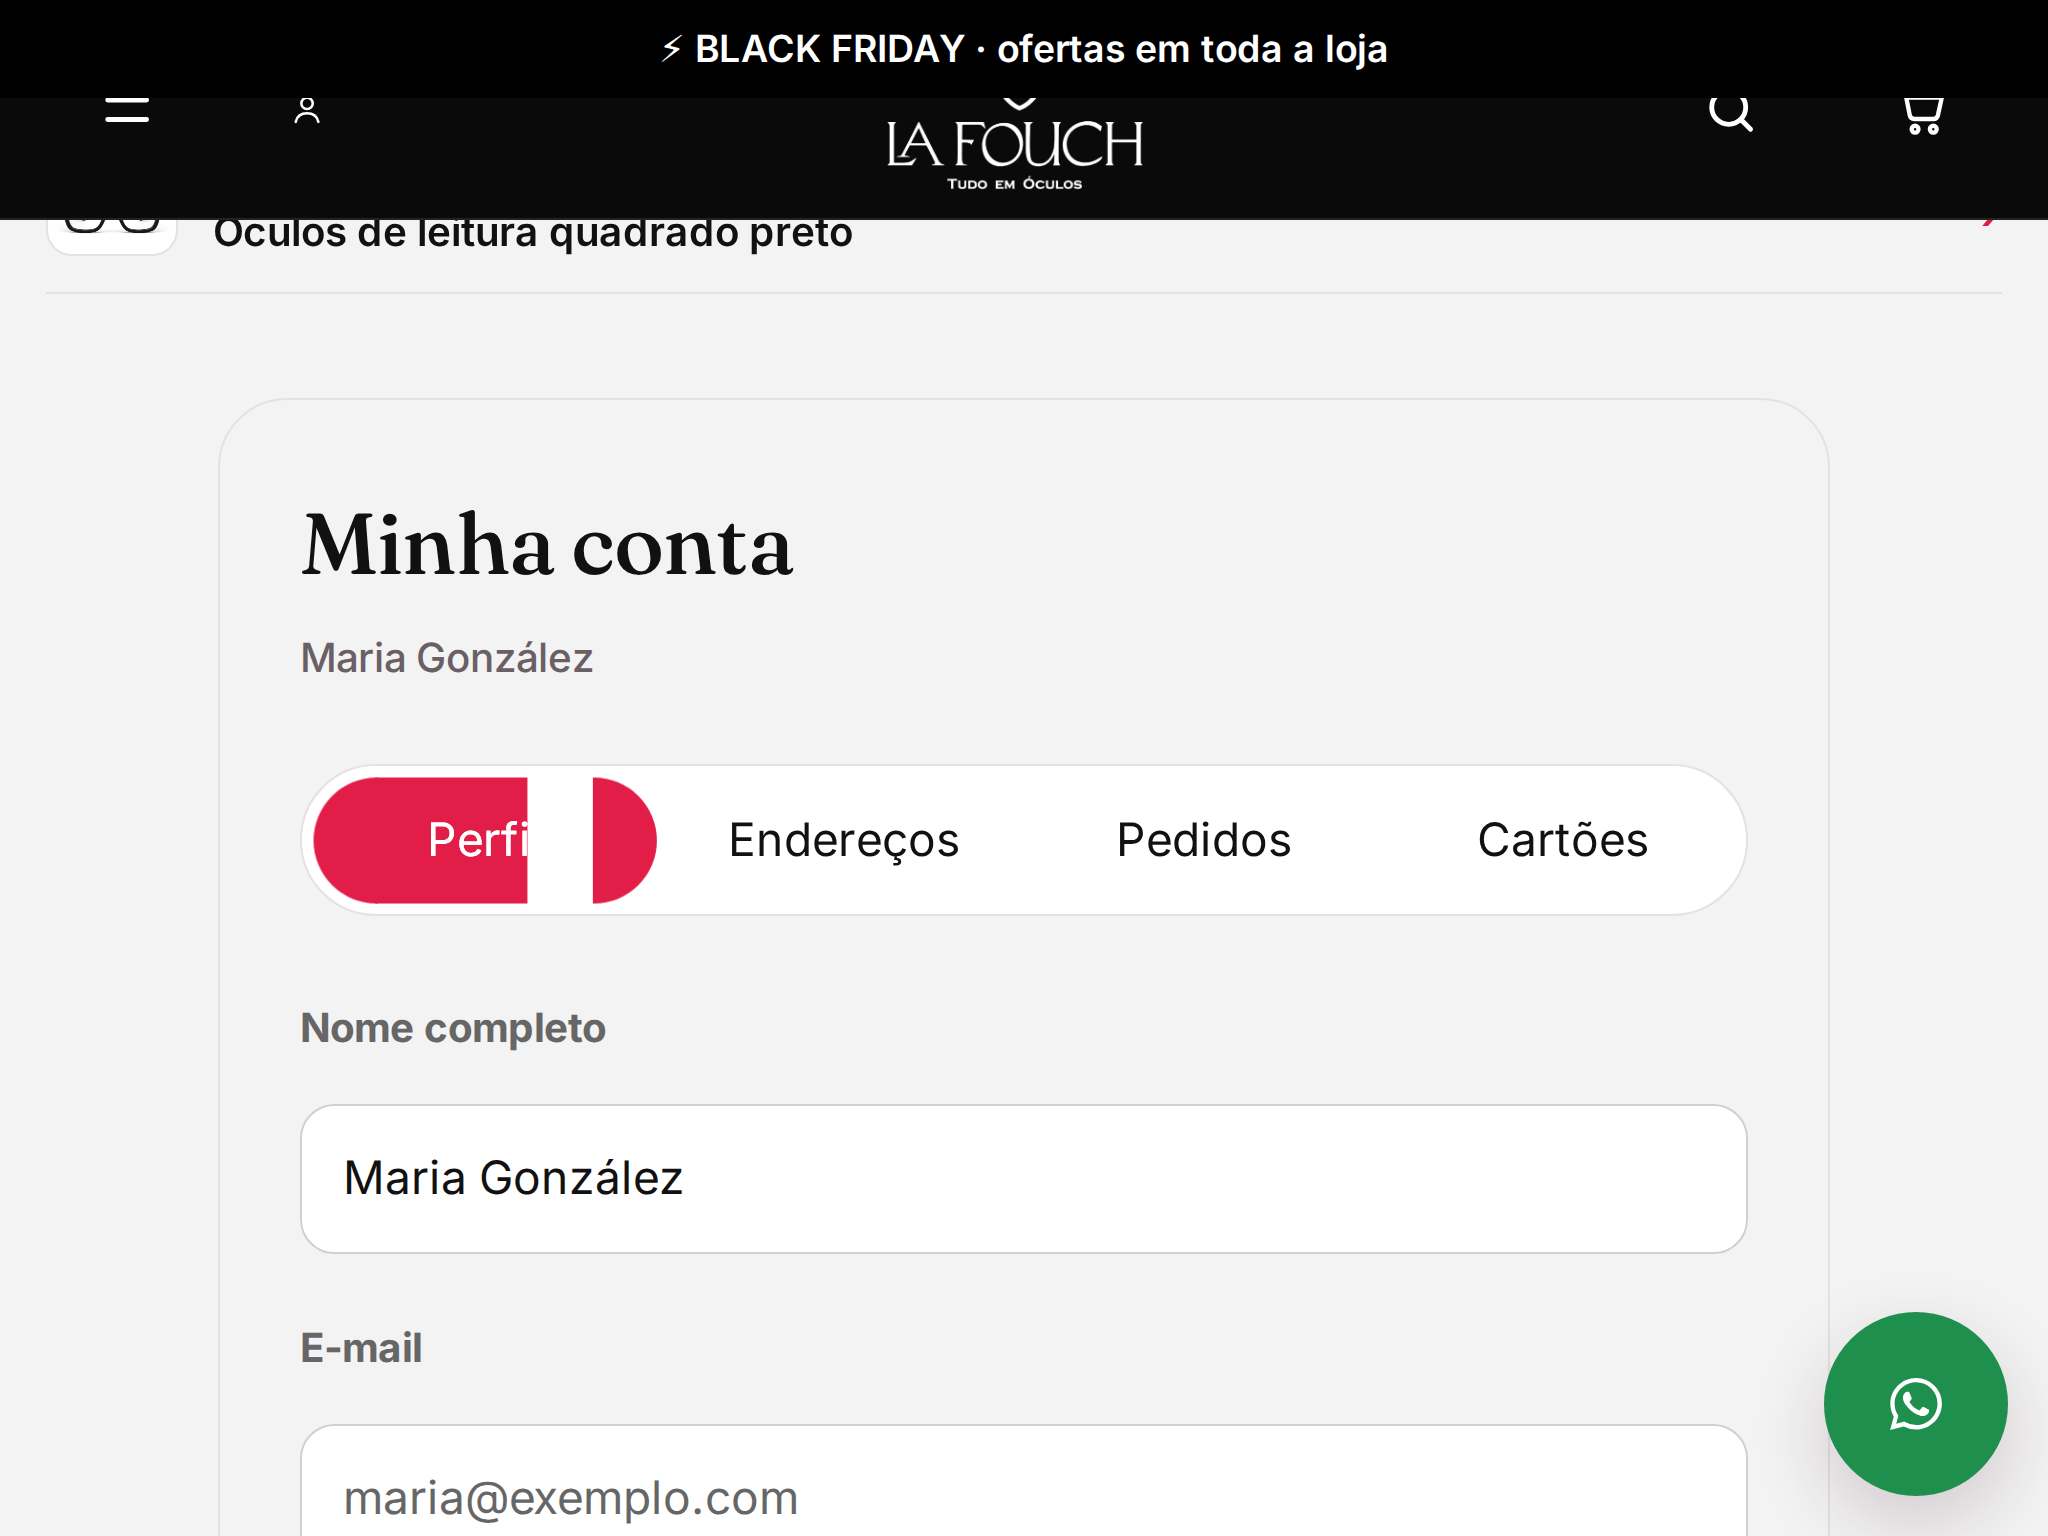 ⚡ BLACK FRIDAY · ofertas em toda a loja
LA FOUCH
TUDO EM ÓCULOS
Óculos de leitura quadrado preto
Minha conta
Maria González
Perfi
Endereços
Pedidos
Cartões
Nome completo
Maria González
E-mail
maria@exemplo.com